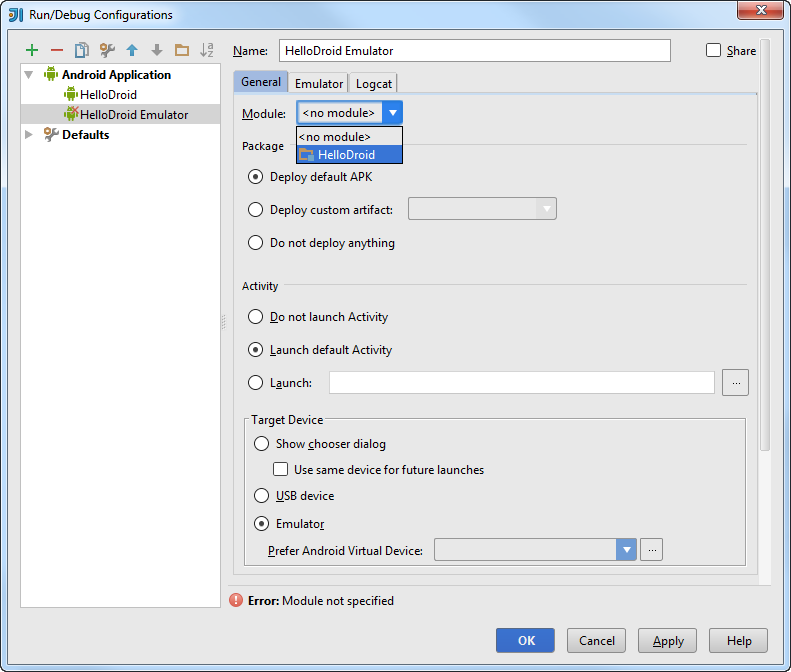 Run/Debug Configurations
Name: HelloDroid Emulator Share
Android Application
HelloDroid
HelloDroid Emulator
Defaults
General Emulator Logcat
Module: <no module>
<no module>
HelloDroid
Package
Deploy default APK
Deploy custom artifact:
Do not deploy anything
Activity
Do not launch Activity
Launch default Activity
Launch: ...
Target Device
Show chooser dialog
Use same device for future launches
USB device
Emulator
Prefer Android Virtual Device: ...
Error: Module not specified
OK Cancel Apply Help